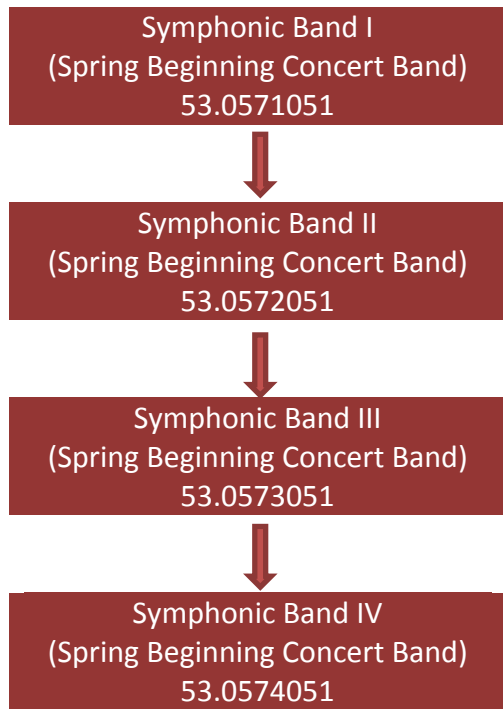 Symphonic Band I
(Spring Beginning Concert Band)
53.0571051
Symphonic Band II
(Spring Beginning Concert Band)
53.0572051
Symphonic Band III
(Spring Beginning Concert Band)
53.0573051
Symphonic Band IV
(Spring Beginning Concert Band)
53.0574051